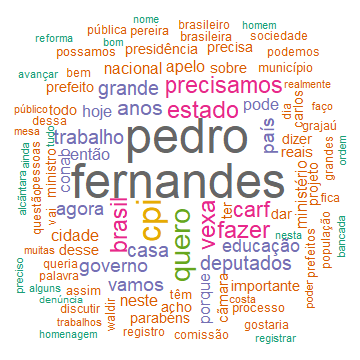 nome
pública pereira brasileiro homem
reforma bom brasileira sociedade
possamos presidência precisa podemos
avançar bem nacional apelo sobre município
prefeito grande precisamos realmente
público todo hoje anos estado pode dia carlos faço
mesa dessa trabalho país dizer grajaú
ainda tudo então pedro reais grandes ordem
alcântara pessoas conab fernandes ministério projeto
questão ministro vai agora brasil cpi quero vexa ter carf dar fica
muitas cidade desse casa fazer prefeitos população bancada
preciso queria governo educação nesta
palavra vamos porque deputados poder
alguns assim neste têm câmara importante
denúncia discutir waldir acho costa processo
trabalhos parabéns gostaria
homenagem registro comissão registrar